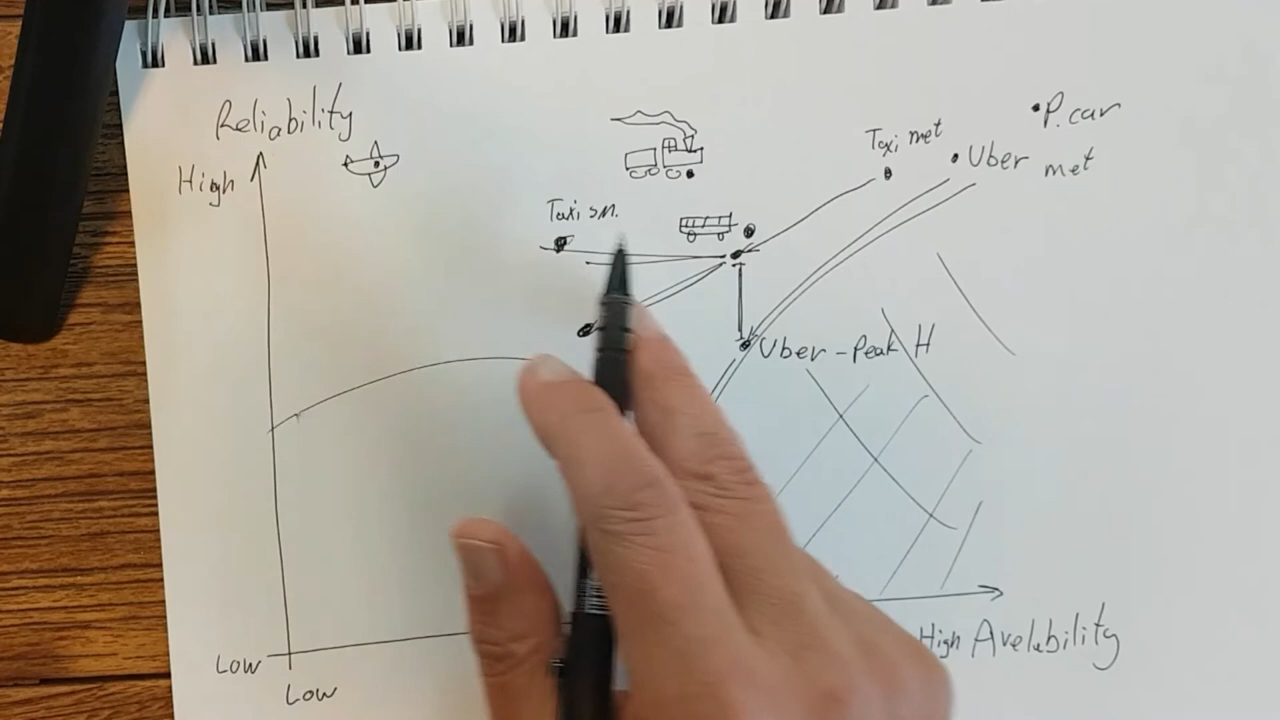 Reliability
High
P.car
Taxi met
Uber met
Taxi sm.
Uber - Peak H
Low
Low
High Avelability